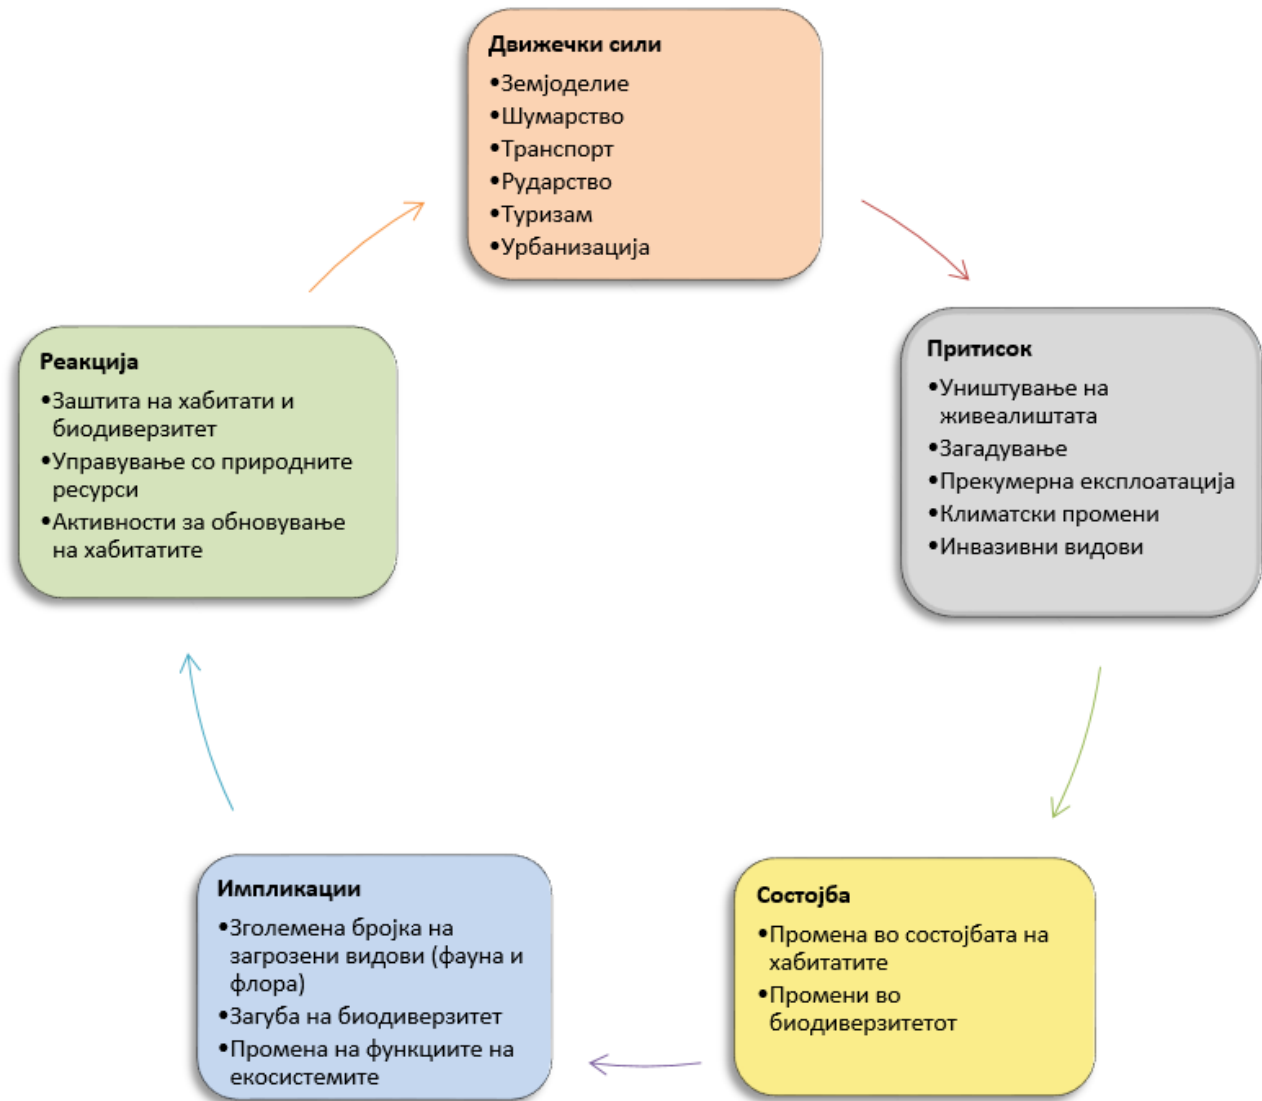 Движечки сили
•Земјоделие
•Шумарство
•Транспорт
•Рударство
•Туризам
•Урбанизација
Притисок
•Уништување на
живеалиштата
•Загадување
•Прекумерна експлоатација
•Климатски промени
•Инвазивни видови
Состојба
•Промена во состојбата на
хабитатите
•Промени во
биодиверзитетот
Импликации
•Зголемена бројка на
загрозени видови (фауна и
флора)
•Загуба на биодиверзитет
•Промена на функциите на
екосистемите
Реакција
•Заштита на хабитати и
биодиверзитет
•Управување со природните
ресурси
•Активности за обновување
на хабитатите